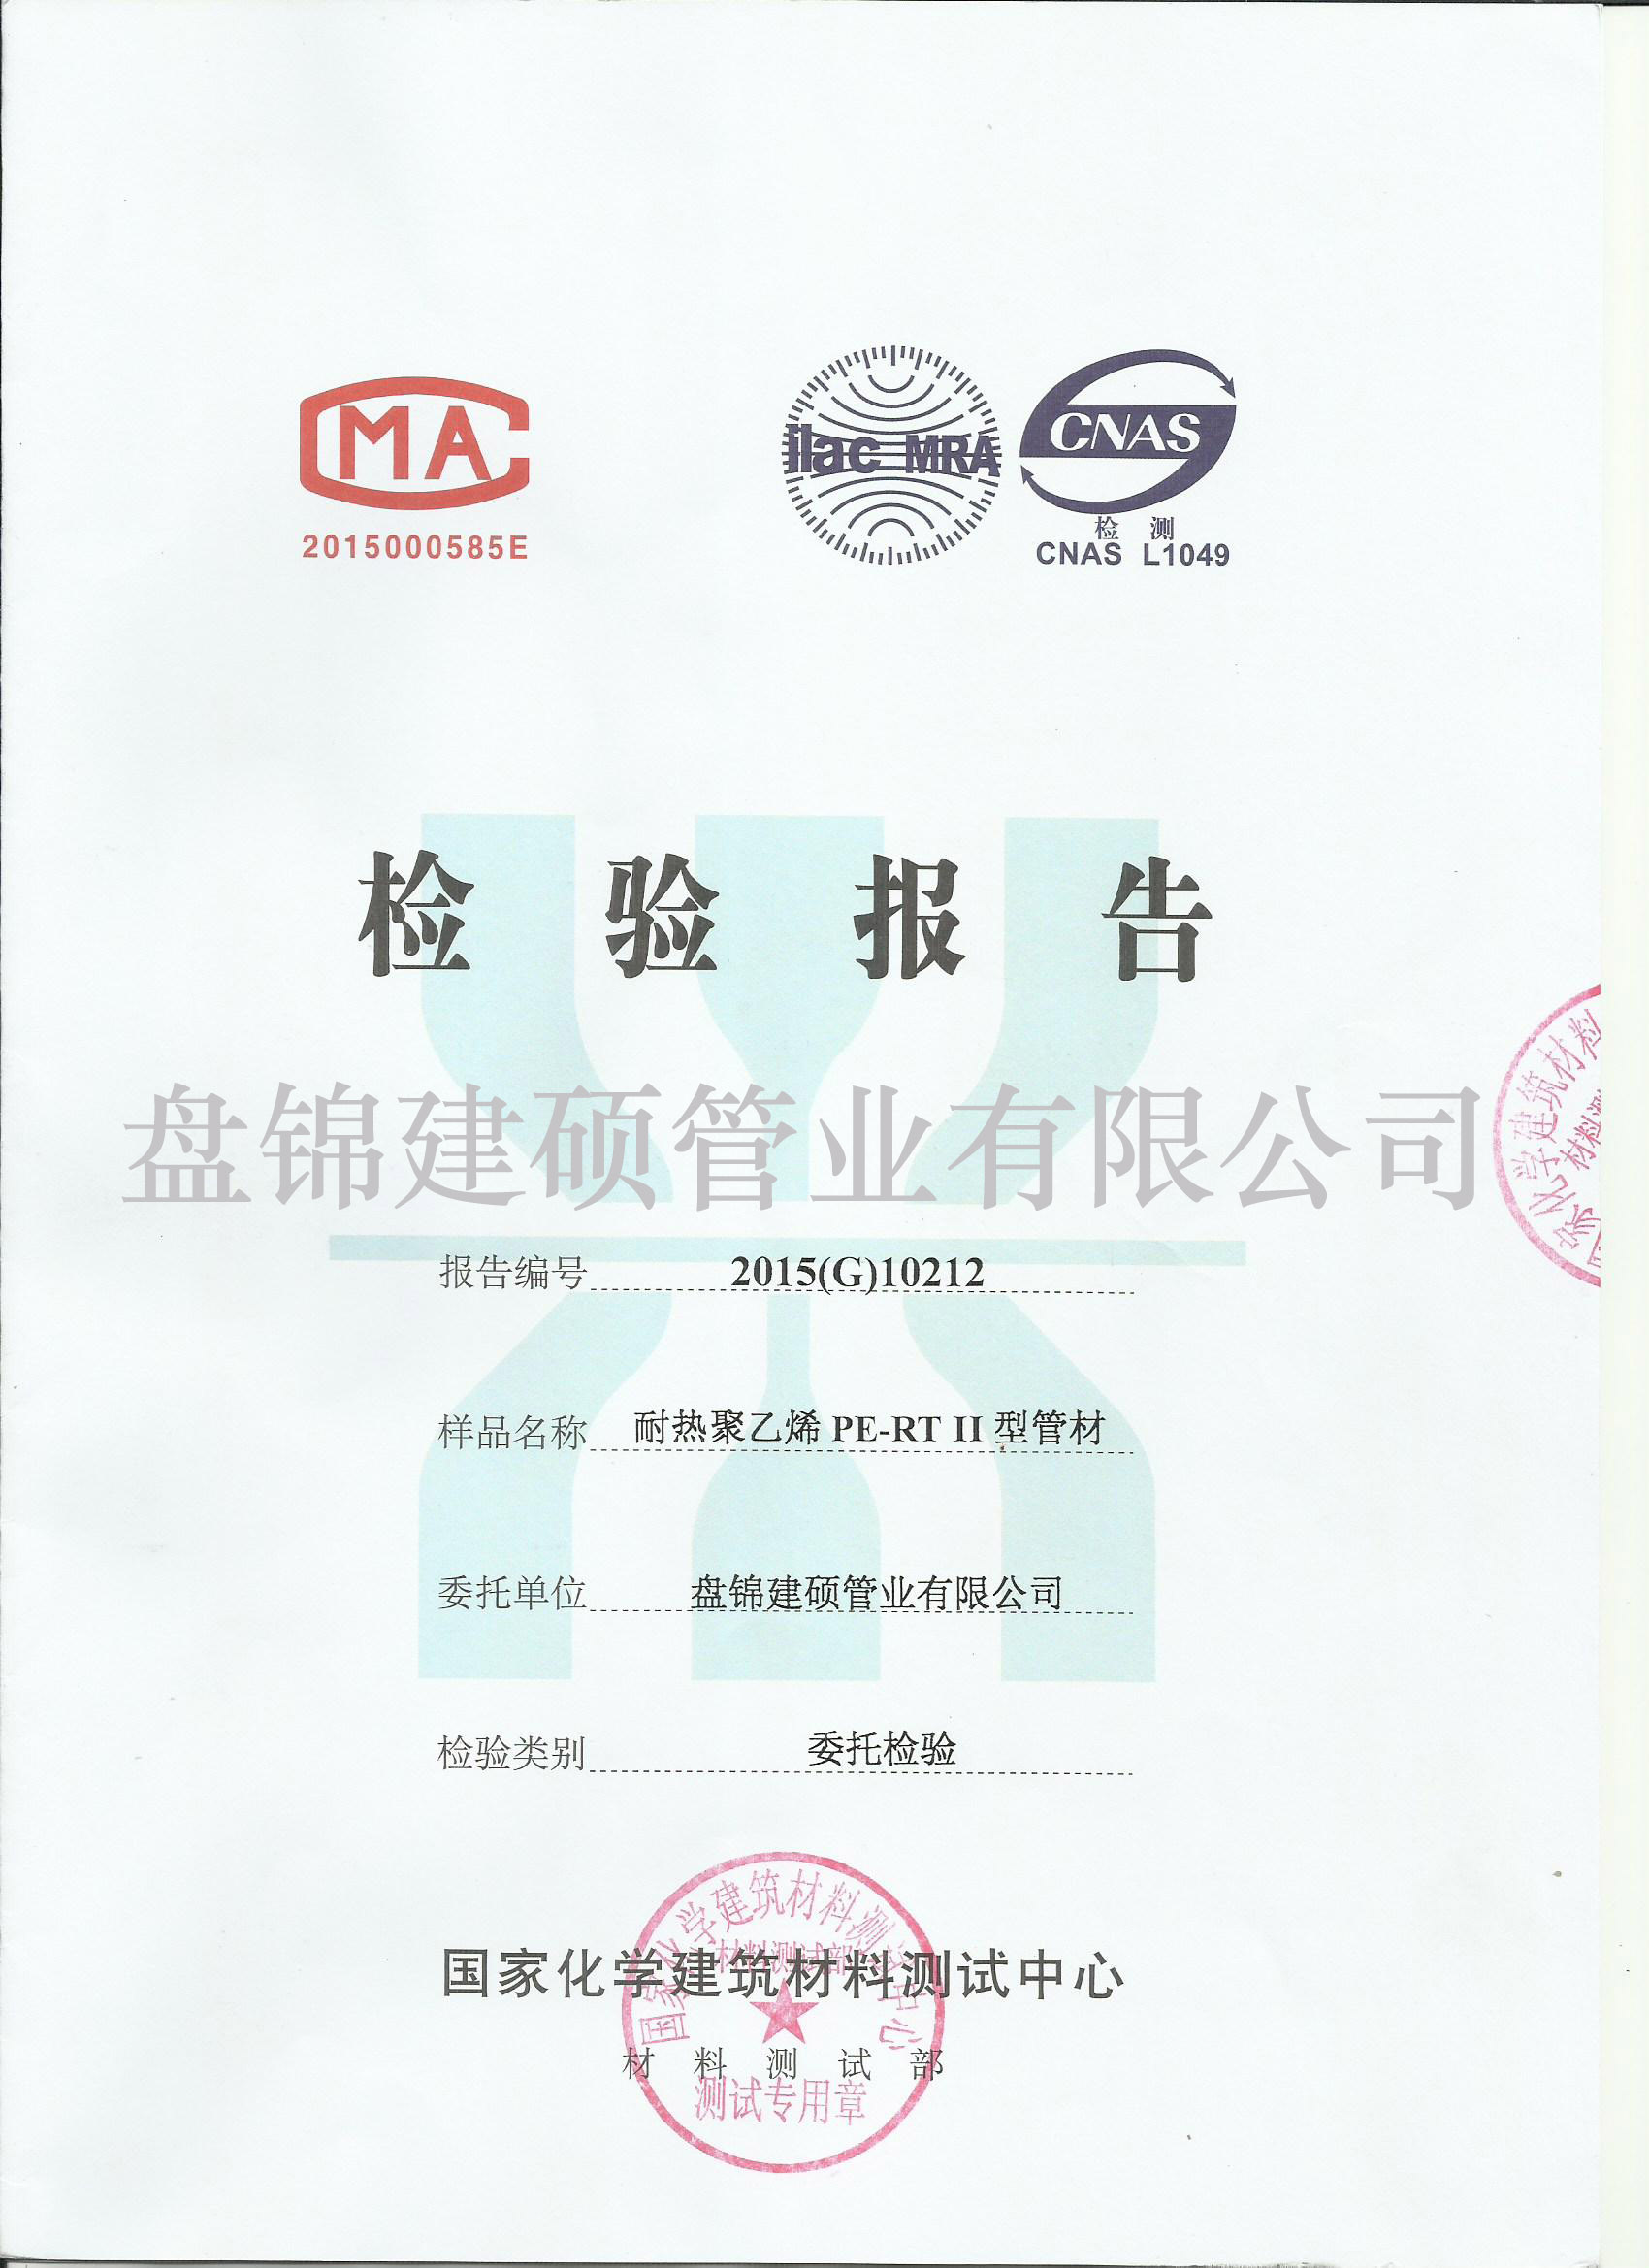 MA
2015000585E
ilac-MRA
CNAS
检 测
CNAS L1049
检验报告
盘锦建硕管业有限公司
报告编号 2015(G)10212
样品名称 耐热聚乙烯 PE-RT II 型管材
委托单位 盘锦建硕管业有限公司
检验类别 委托检验
国家化学建筑材料测试中心
材料测试部
国家化学建筑材料测试中心
材料测试部
测试专用章
家化学建筑材料
材料测